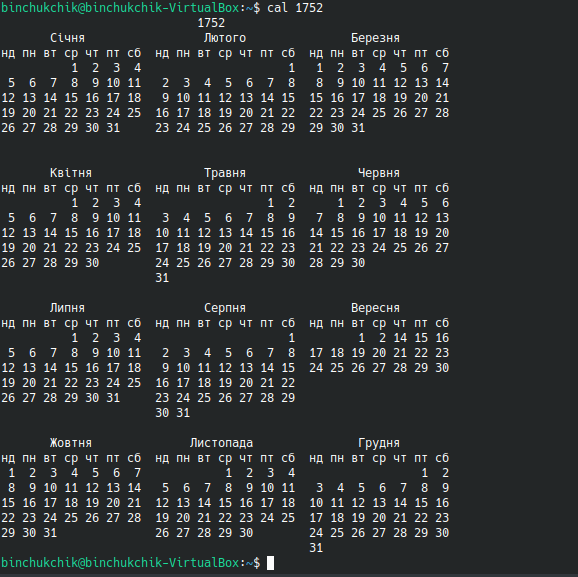 binchukchik@binchukchik-VirtualBox:~$ cal 1752
                            1752
       Січня                 Лютого               Березня
нд пн вт ср чт пт сб  нд пн вт ср чт пт сб  нд пн вт ср чт пт сб
          1  2  3  4                     1   1  2  3  4  5  6  7
 5  6  7  8  9 10 11   2  3  4  5  6  7  8   8  9 10 11 12 13 14
12 13 14 15 16 17 18   9 10 11 12 13 14 15  15 16 17 18 19 20 21
19 20 21 22 23 24 25  16 17 18 19 20 21 22  22 23 24 25 26 27 28
26 27 28 29 30 31     23 24 25 26 27 28 29  29 30 31

       Квітня                Травня                Червня
нд пн вт ср чт пт сб  нд пн вт ср чт пт сб  нд пн вт ср чт пт сб
          1  2  3  4                  1  2      1  2  3  4  5  6
 5  6  7  8  9 10 11   3  4  5  6  7  8  9   7  8  9 10 11 12 13
12 13 14 15 16 17 18  10 11 12 13 14 15 16  14 15 16 17 18 19 20
19 20 21 22 23 24 25  17 18 19 20 21 22 23  21 22 23 24 25 26 27
26 27 28 29 30        24 25 26 27 28 29 30  28 29 30
                      31

       Липня                 Серпня               Вересня
нд пн вт ср чт пт сб  нд пн вт ср чт пт сб  нд пн вт ср чт пт сб
          1  2  3  4                     1         1  2 14 15 16
 5  6  7  8  9 10 11   2  3  4  5  6  7  8  17 18 19 20 21 22 23
12 13 14 15 16 17 18   9 10 11 12 13 14 15  24 25 26 27 28 29 30
19 20 21 22 23 24 25  16 17 18 19 20 21 22
26 27 28 29 30 31     23 24 25 26 27 28 29
                      30 31

       Жовтня              Листопада               Грудня
нд пн вт ср чт пт сб  нд пн вт ср чт пт сб  нд пн вт ср чт пт сб
 1  2  3  4  5  6  7            1  2  3  4                  1  2
 8  9 10 11 12 13 14   5  6  7  8  9 10 11   3  4  5  6  7  8  9
15 16 17 18 19 20 21  12 13 14 15 16 17 18  10 11 12 13 14 15 16
22 23 24 25 26 27 28  19 20 21 22 23 24 25  17 18 19 20 21 22 23
29 30 31              26 27 28 29 30        24 25 26 27 28 29 30
                                            31
binchukchik@binchukchik-VirtualBox:~$